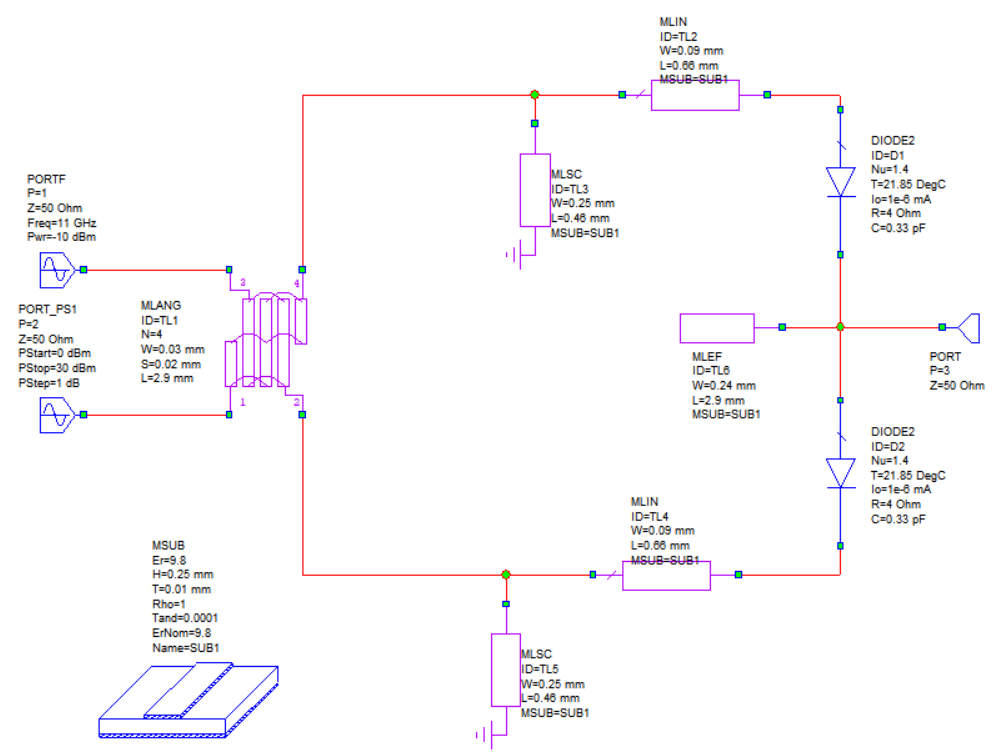 MLIN
ID=TL2
W=0.09 mm
L=0.66 mm
MSUB=SUB1
DIODE2
ID=D1
Nu=1.4
T=21.85 DegC
Io=1e-6 mA
R=4 Ohm
C=0.33 pF
PORTF
P=1
Z=50 Ohm
Freq=11 GHz
Pwr=-10 dBm
MLSC
ID=TL3
W=0.25 mm
L=0.46 mm
MSUB=SUB1
3
4
PORT_PS1
P=2
Z=50 Ohm
PStart=0 dBm
PStop=30 dBm
PStep=1 dB
MLANG
ID=TL1
N=4
W=0.03 mm
S=0.02 mm
L=2.9 mm
1
2
MLEF
ID=TL6
W=0.24 mm
L=2.9 mm
MSUB=SUB1
PORT
P=3
Z=50 Ohm
DIODE2
ID=D2
Nu=1.4
T=21.85 DegC
Io=1e-6 mA
R=4 Ohm
C=0.33 pF
MLIN
ID=TL4
W=0.09 mm
L=0.66 mm
MSUB=SUB1
MSUB
Er=9.8
H=0.25 mm
T=0.01 mm
Rho=1
Tand=0.0001
ErNom=9.8
Name=SUB1
MLSC
ID=TL5
W=0.25 mm
L=0.46 mm
MSUB=SUB1